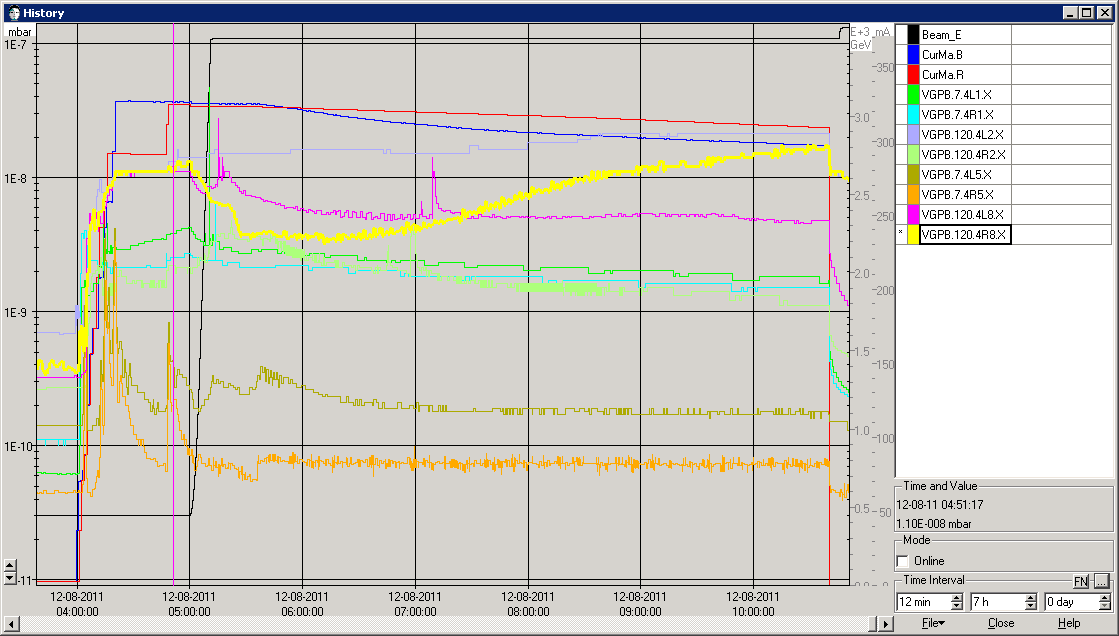 History
mbar
1E-7
1E-8
1E-9
1E-10
-11
E+3 mA
GeV
350
3.0
300
2.5
250
2.0
200
1.5
150
1.0
100
0.5
50
0.0
12-08-2011 12-08-2011 12-08-2011 12-08-2011 12-08-2011 12-08-2011 12-08-2011
04:00:00 05:00:00 06:00:00 07:00:00 08:00:00 09:00:00 10:00:00
Beam_E
CurMa.B
CurMa.R
VGPB.7.4L1.X
VGPB.7.4R1.X
VGPB.120.4L2.X
VGPB.120.4R2.X
VGPB.7.4L5.X
VGPB.7.4R5.X
VGPB.120.4L8.X
* VGPB.120.4R8.X
Time and Value
12-08-11 04:51:17
1.10E-008 mbar
Mode
Online
Time Interval FN ...
12 min 7 h 0 day
File Close Help